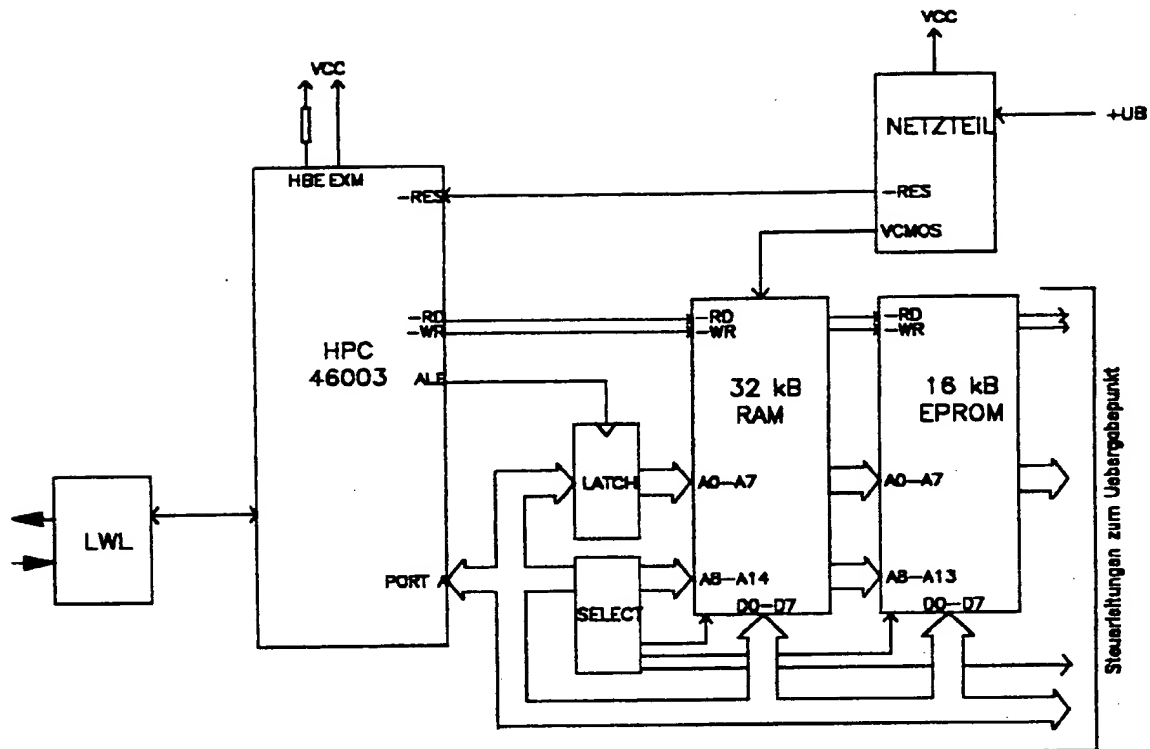 VCC
VCC
NETZTEIL
+UB
HBE EXM
-RES
-RES
VCMOS
-RD
-WR
-RD
-WR
-RD
-WR
HPC
46003
ALE
32 kB
RAM
16 kB
EPROM
LATCH
A0-A7
A0-A7
LWL
PORT A
A8-A14
A8-A13
SELECT
D0-D7
D0-D7
Steuerleitungen zum Uebergabepunkt